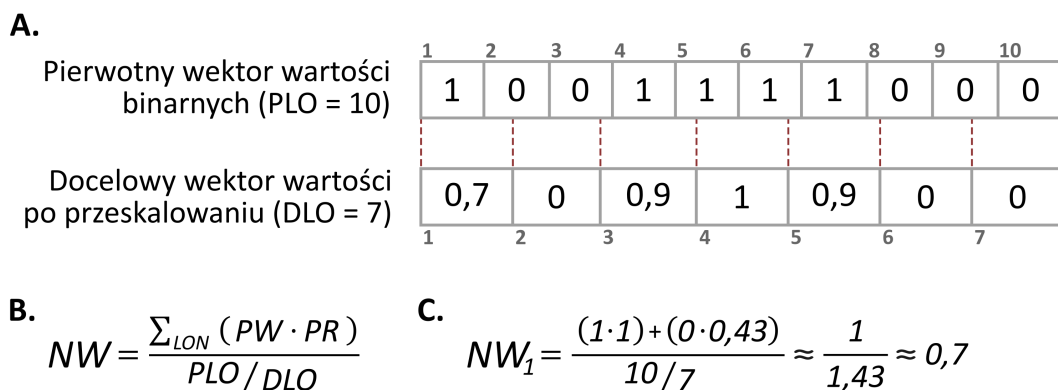 A.
1 2 3 4 5 6 7 8 9 10
Pierwotny wektor wartości
binarnych (PLO = 10)
1 0 0 1 1 1 1 0 0 0
Docelowy wektor wartości
po przeskalowaniu (DLO = 7)
0,7 0 0,9 1 0,9 0 0
1 2 3 4 5 6 7
B.
NW = ∑LON (PW · PR) / PLO/DLO
C.
NW1 = (1·1)+(0·0,43) / 10/7 ≈ 1 / 1,43 ≈ 0,7